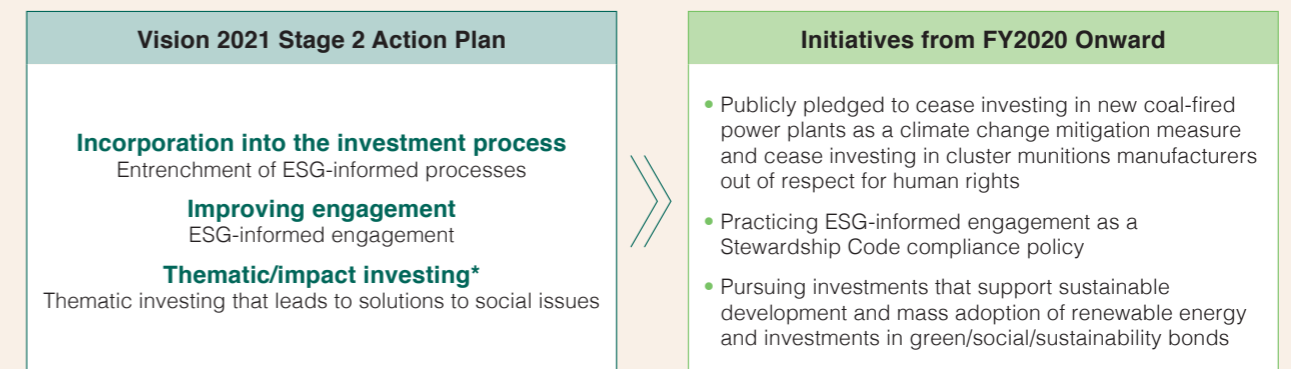 Vision 2021 Stage 2 Action Plan
Incorporation into the investment process
Entrenchment of ESG-informed processes
Improving engagement
ESG-informed engagement
Thematic/impact investing*
Thematic investing that leads to solutions to social issues
Initiatives from FY2020 Onward
• Publicly pledged to cease investing in new coal-fired
power plants as a climate change mitigation measure
and cease investing in cluster munitions manufacturers
out of respect for human rights
• Practicing ESG-informed engagement as a
Stewardship Code compliance policy
• Pursuing investments that support sustainable
development and mass adoption of renewable energy
and investments in green/social/sustainability bonds